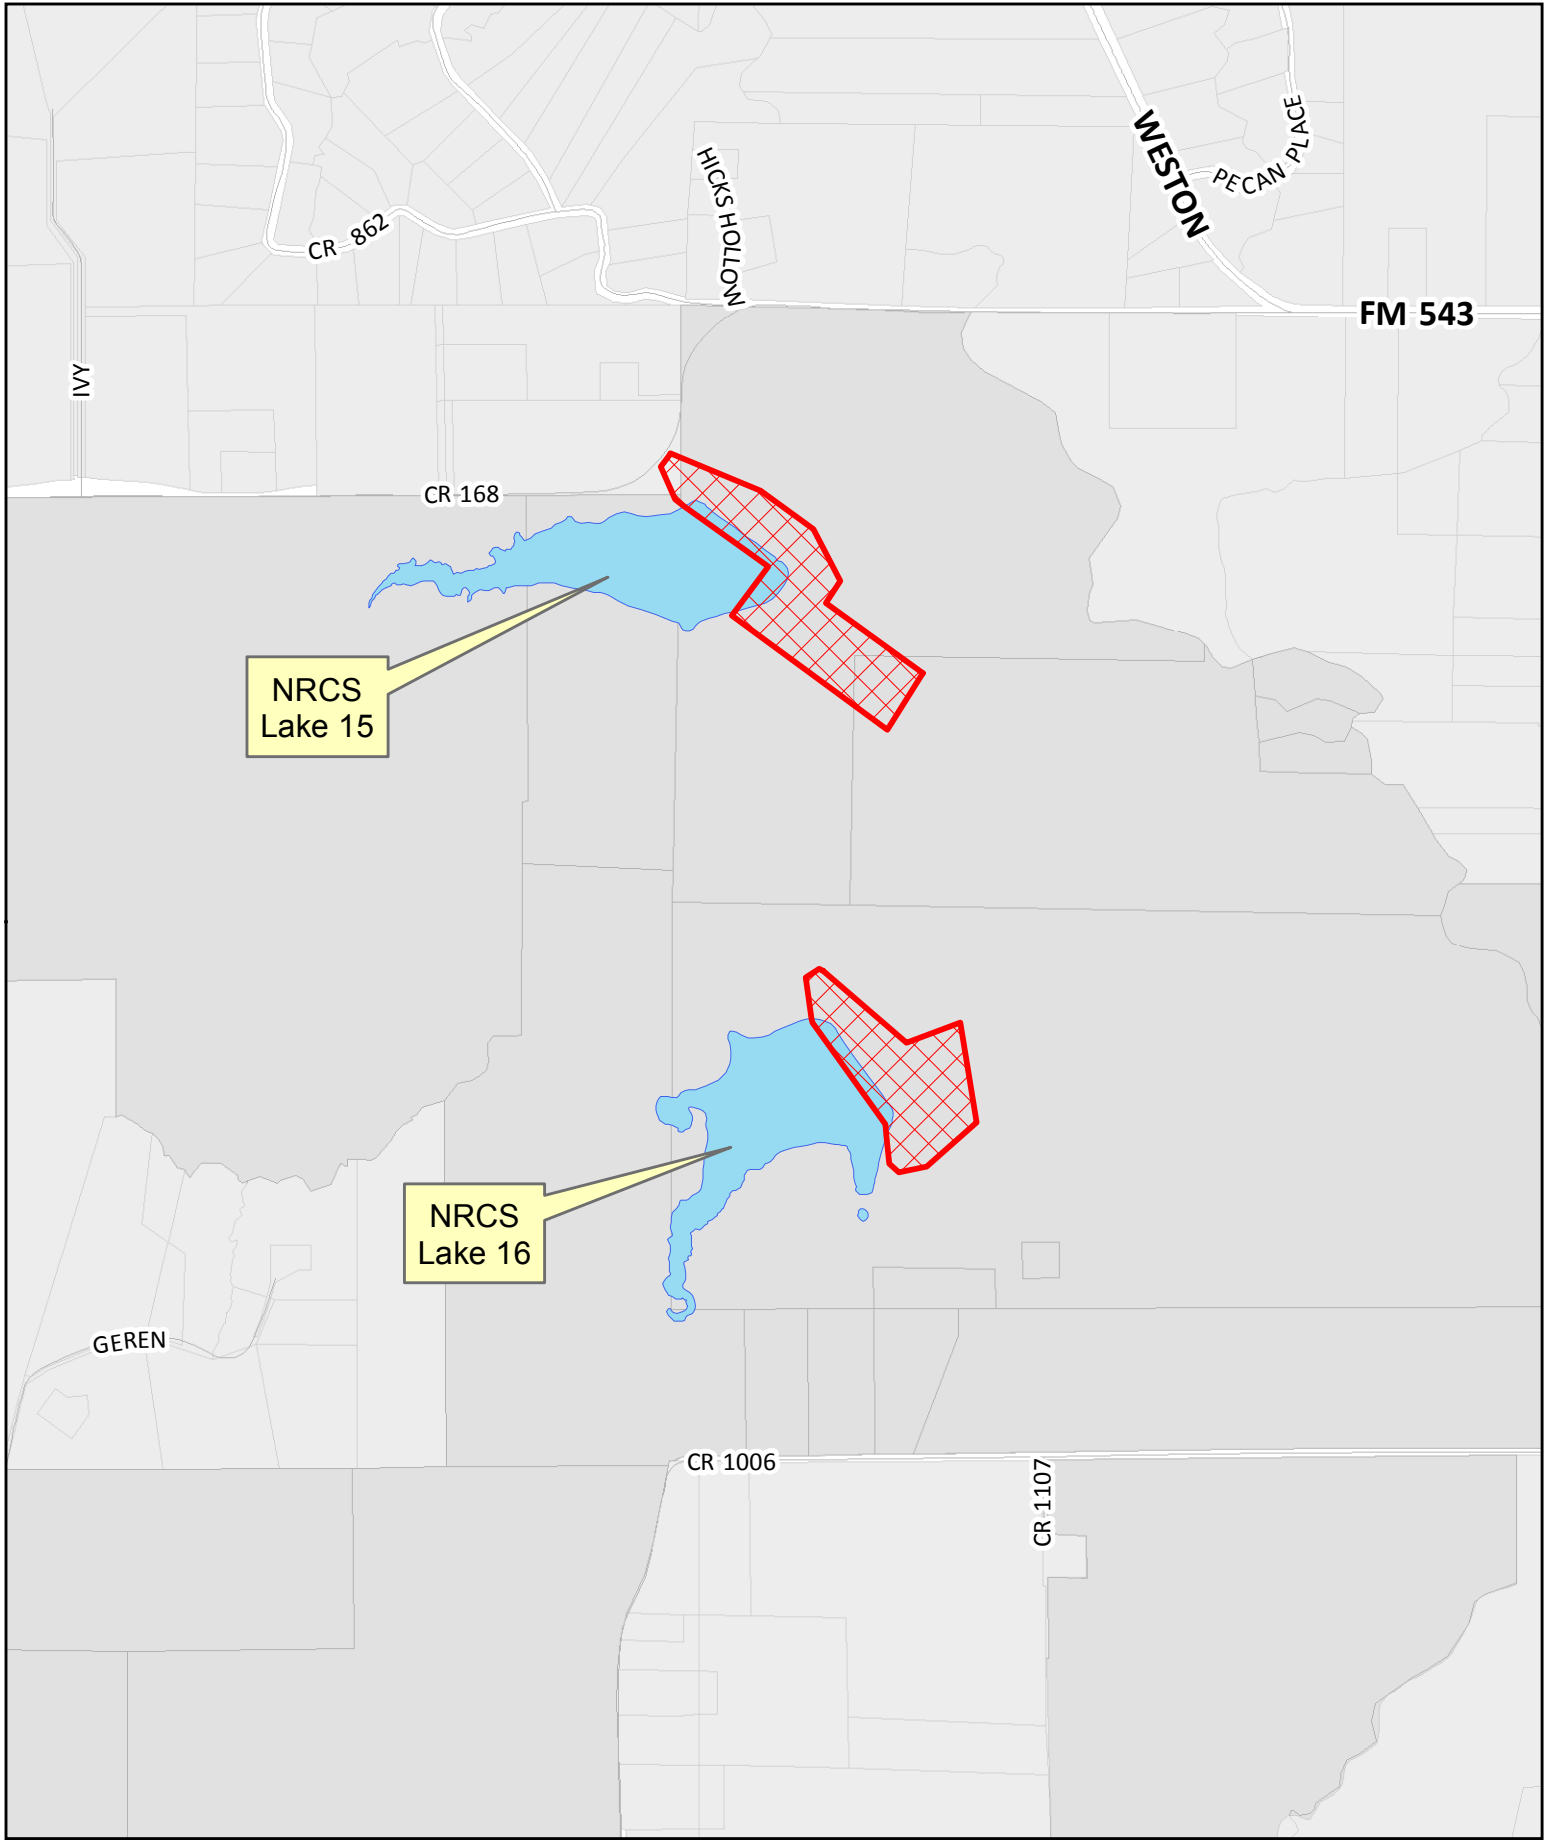 WESTON
PECAN PLACE
HICKS HOLLOW
CR 862
FM 543
IVY
CR 168
NRCS
Lake 15
NRCS
Lake 16
GEREN
CR 1006
CR 1107